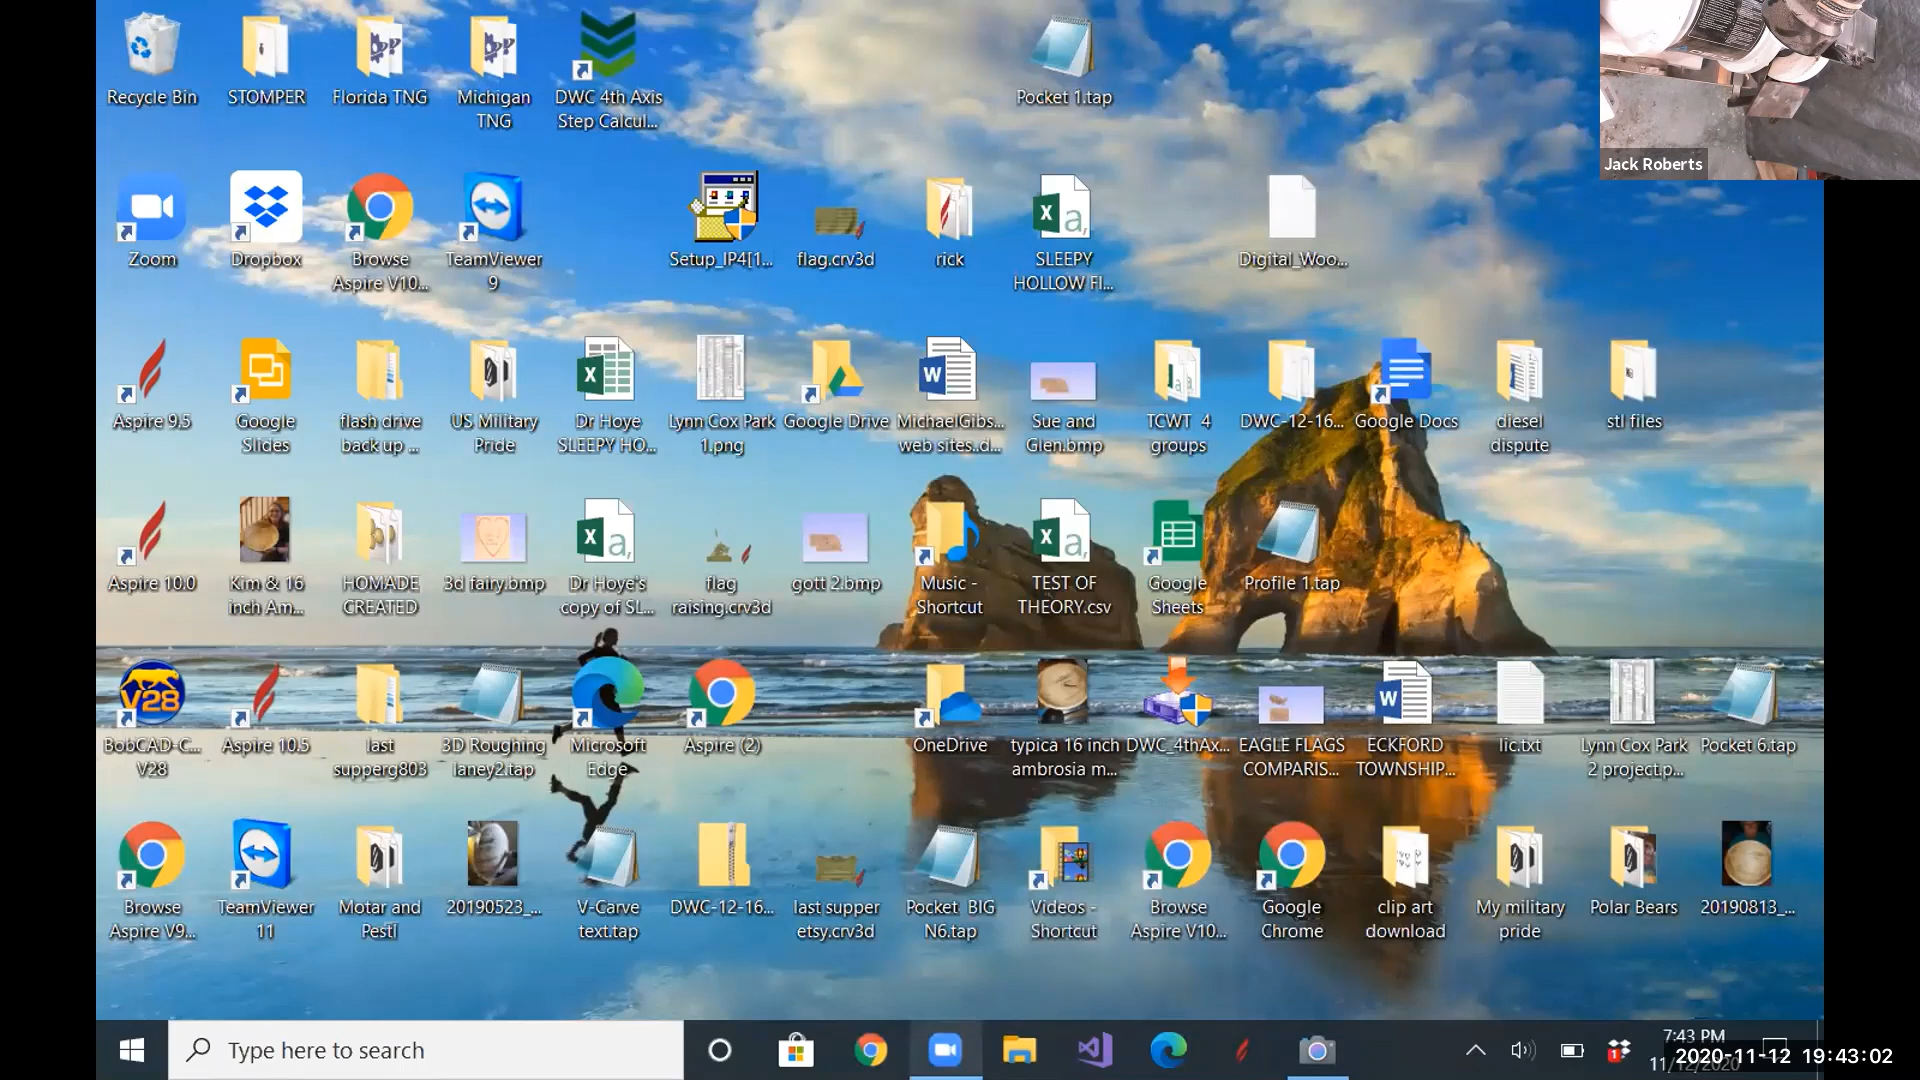 Recycle Bin
STOMPER
Florida TNG
Michigan
TNG
DWC 4th Axis
Step Calcul...
Pocket 1.tap
Jack Roberts
Zoom
Dropbox
Browse
Aspire V10...
TeamViewer
9
Setup_IP4[1...
flag.crv3d
rick
SLEEPY
HOLLOW FI...
Digital_Woo...
Aspire 9.5
Google
Slides
flash drive
back up ...
US Military
Pride
Dr Hoye
SLEEPY HO...
Lynn Cox Park
1.png
Google Drive
MichaelGibs...
web sites..d...
Sue and
Glen.bmp
TCWT 4
groups
DWC-12-16...
Google Docs
diesel
dispute
stl files
Aspire 10.0
Kim & 16
inch Am...
HOMADE
CREATED
3d fairy.bmp
Dr Hoye's
copy of SL...
flag
raising.crv3d
gott 2.bmp
Music -
Shortcut
TEST OF
THEORY.csv
Google
Sheets
Profile 1.tap
V28
BobCAD-C...
V28
Aspire 10.5
last
supperg803
3D Roughing
laney2.tap
Microsoft
Edge
Aspire (2)
OneDrive
typica 16 inch
ambrosia m...
DWC_4thAx...
EAGLE FLAGS
COMPARIS...
ECKFORD
TOWNSHIP...
lic.txt
Lynn Cox Park
2 project.p...
Pocket 6.tap
Browse
Aspire V9...
TeamViewer
11
Motar and
Pestl
20190523_...
V-Carve
text.tap
DWC-12-16...
last supper
etsy.crv3d
Pocket BIG
N6.tap
Videos -
Shortcut
Browse
Aspire V10...
Google
Chrome
clip art
download
My military
pride
Polar Bears
20190813_...
Type here to search
7:43 PM
11/12/2020
2020-11-12 19:43:02